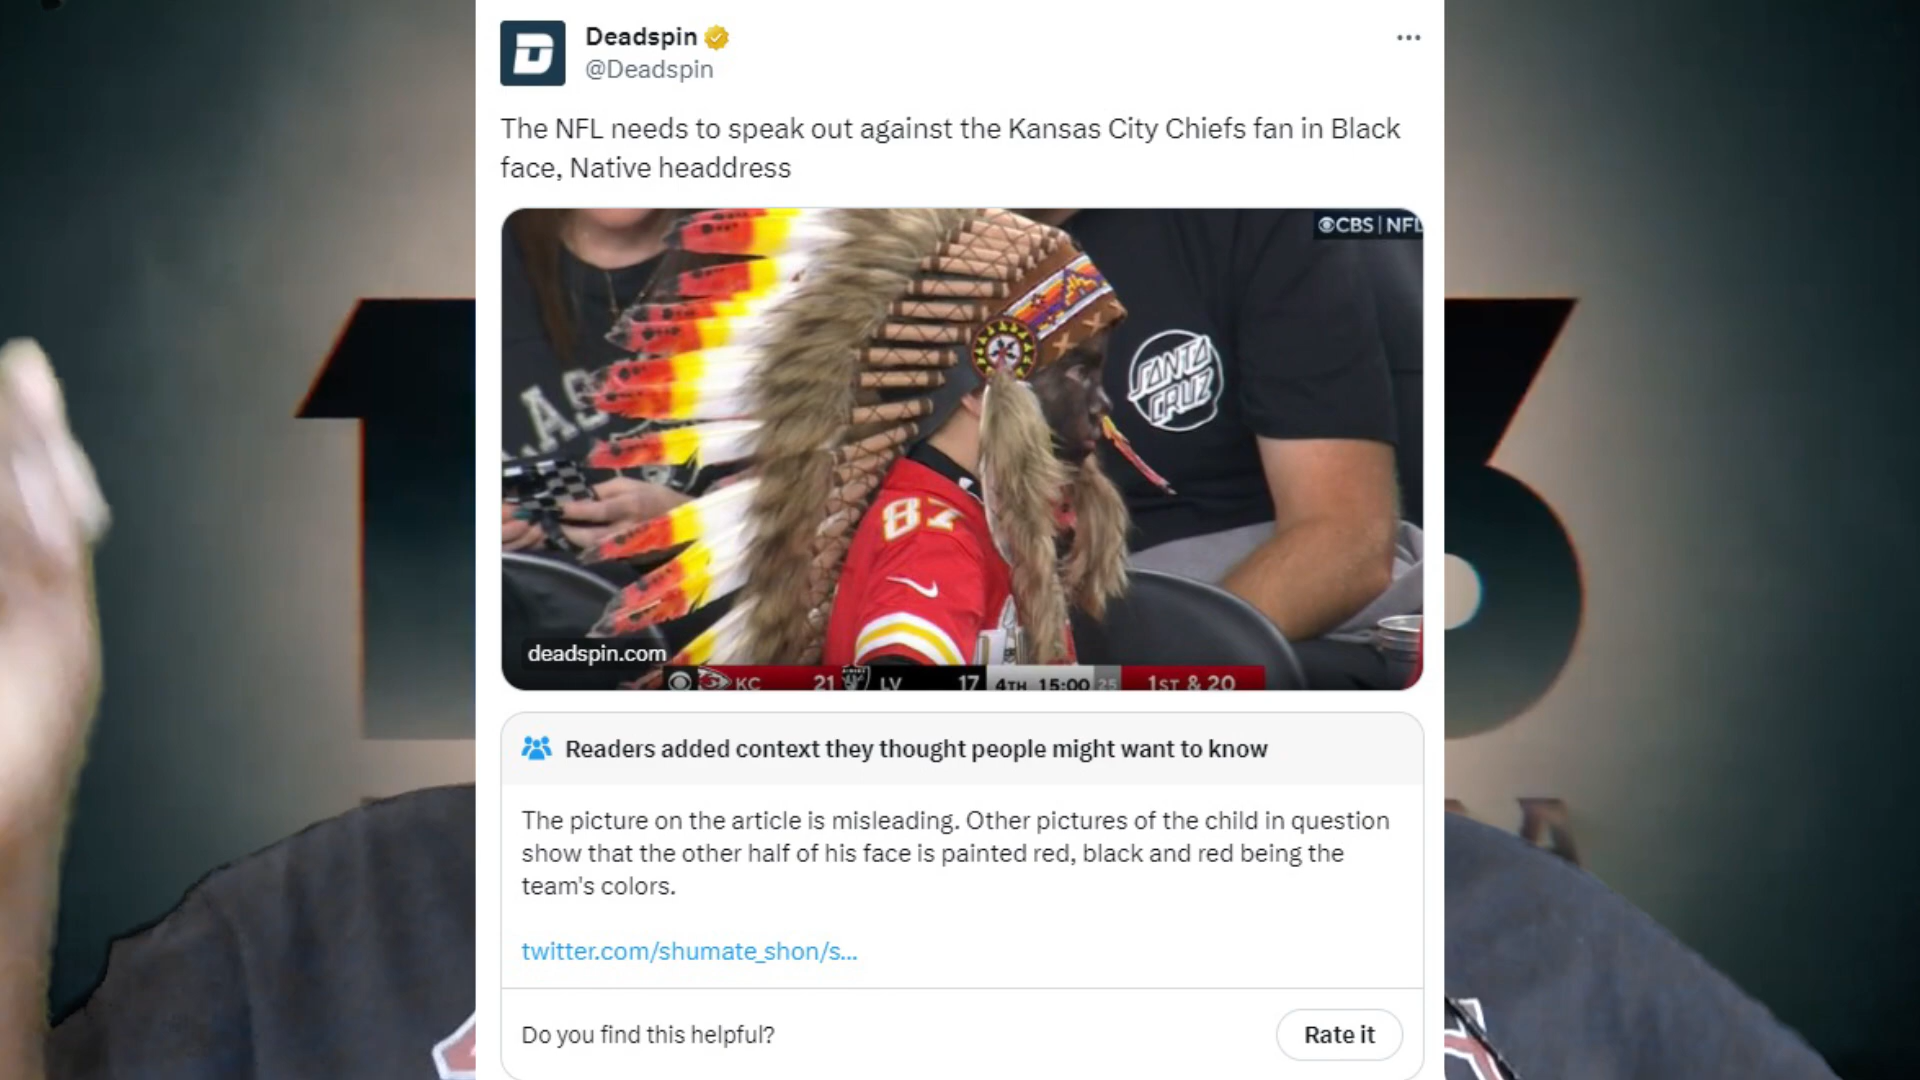 Deadspin
@Deadspin
The NFL needs to speak out against the Kansas City Chiefs fan in Black
face, Native headdress
CBS | NFL
LAS
SANTA
CRUZ
87
deadspin.com
KC 21 LV 17 4TH 15:00 25 1ST & 20
Readers added context they thought people might want to know
The picture on the article is misleading. Other pictures of the child in question
show that the other half of his face is painted red, black and red being the
team's colors.
twitter.com/shumate_shon/s...
Do you find this helpful?
Rate it